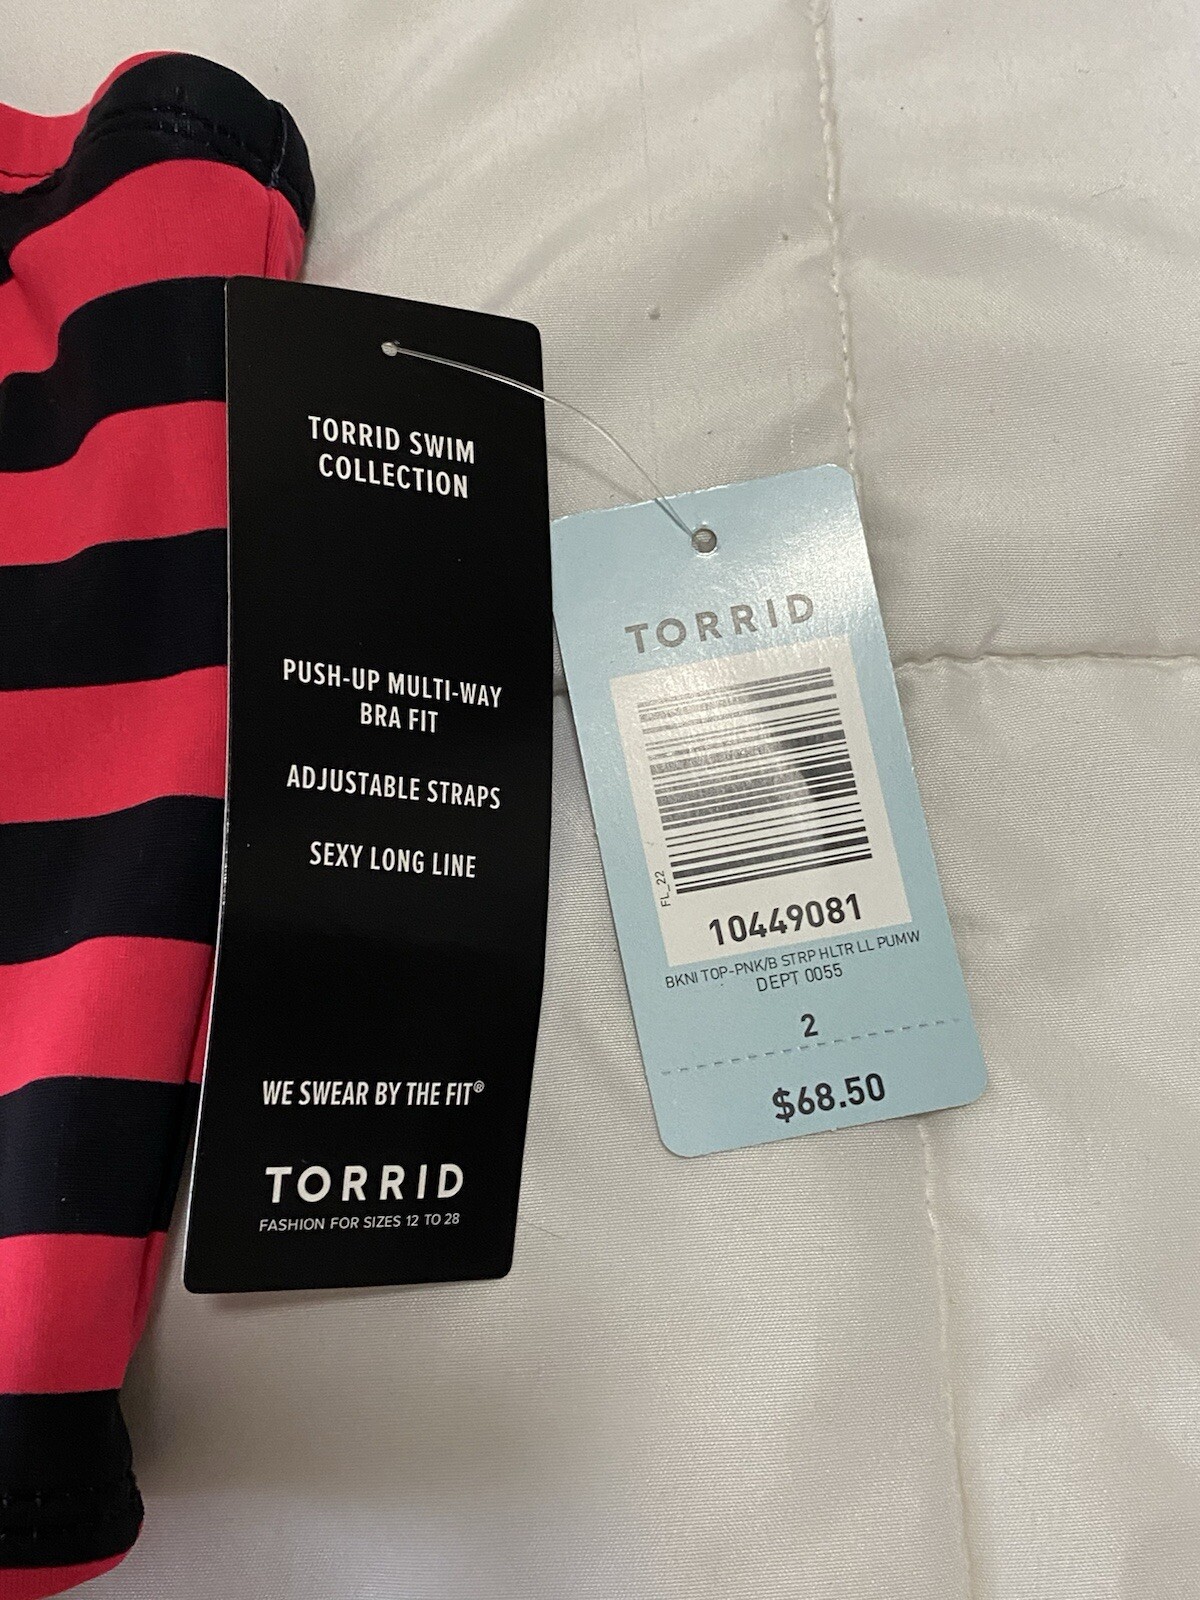 TORRID SWIM
COLLECTION
PUSH-UP MULTI-WAY
BRA FIT
ADJUSTABLE STRAPS
SEXY LONG LINE
WE SWEAR BY THE FIT®
TORRID
FASHION FOR SIZES 12 TO 28
TORRID
FL_22
10449081
BKNI TOP-PNK/B STRP HLTR LL PUMW
DEPT 0055
2
$68.50